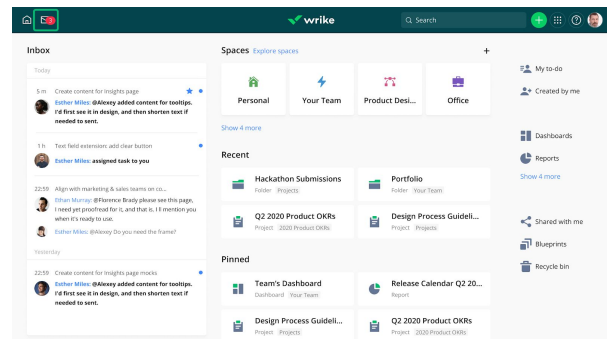 3
wrike
Search
Inbox
Today
5 m Create content for Insights page
Esther Miles: @Alexey added content for tooltips.
I'd first see it in design, and then shorten text if
needed to sent.
1 h Text field extension: add clear button
Esther Miles: assigned task to you
22:59 Align with marketing & sales teams on co...
Ethan Murray: @Florence Brady please see this page,
I need yet proofread for it, and that is. I ll mention you
when it's ready to use.
Esther Miles: @Alexey Do you need the frame?
Yesterday
22:59 Create content for Insights page mocks
Esther Miles: @Alexey added content for tooltips.
I'd first see it in design, and then shorten text if
needed to sent.
Spaces Explore spaces
+
Personal
Your Team
Product Desi...
Office
Show 4 more
Recent
Hackathon Submissions
Folder Projects
Portfolio
Folder Your Team
Q2 2020 Product OKRs
Project 2020 Product OKRs
Design Process Guideli...
Project Projects
Pinned
Team's Dashboard
Dashboard Your Team
Release Calendar Q2 20...
Report
Design Process Guideli...
Project Projects
Q2 2020 Product OKRs
Project 2020 Product OKRs
My to-do
Created by me
Dashboards
Reports
Show 4 more
Shared with me
Blueprints
Recycle bin